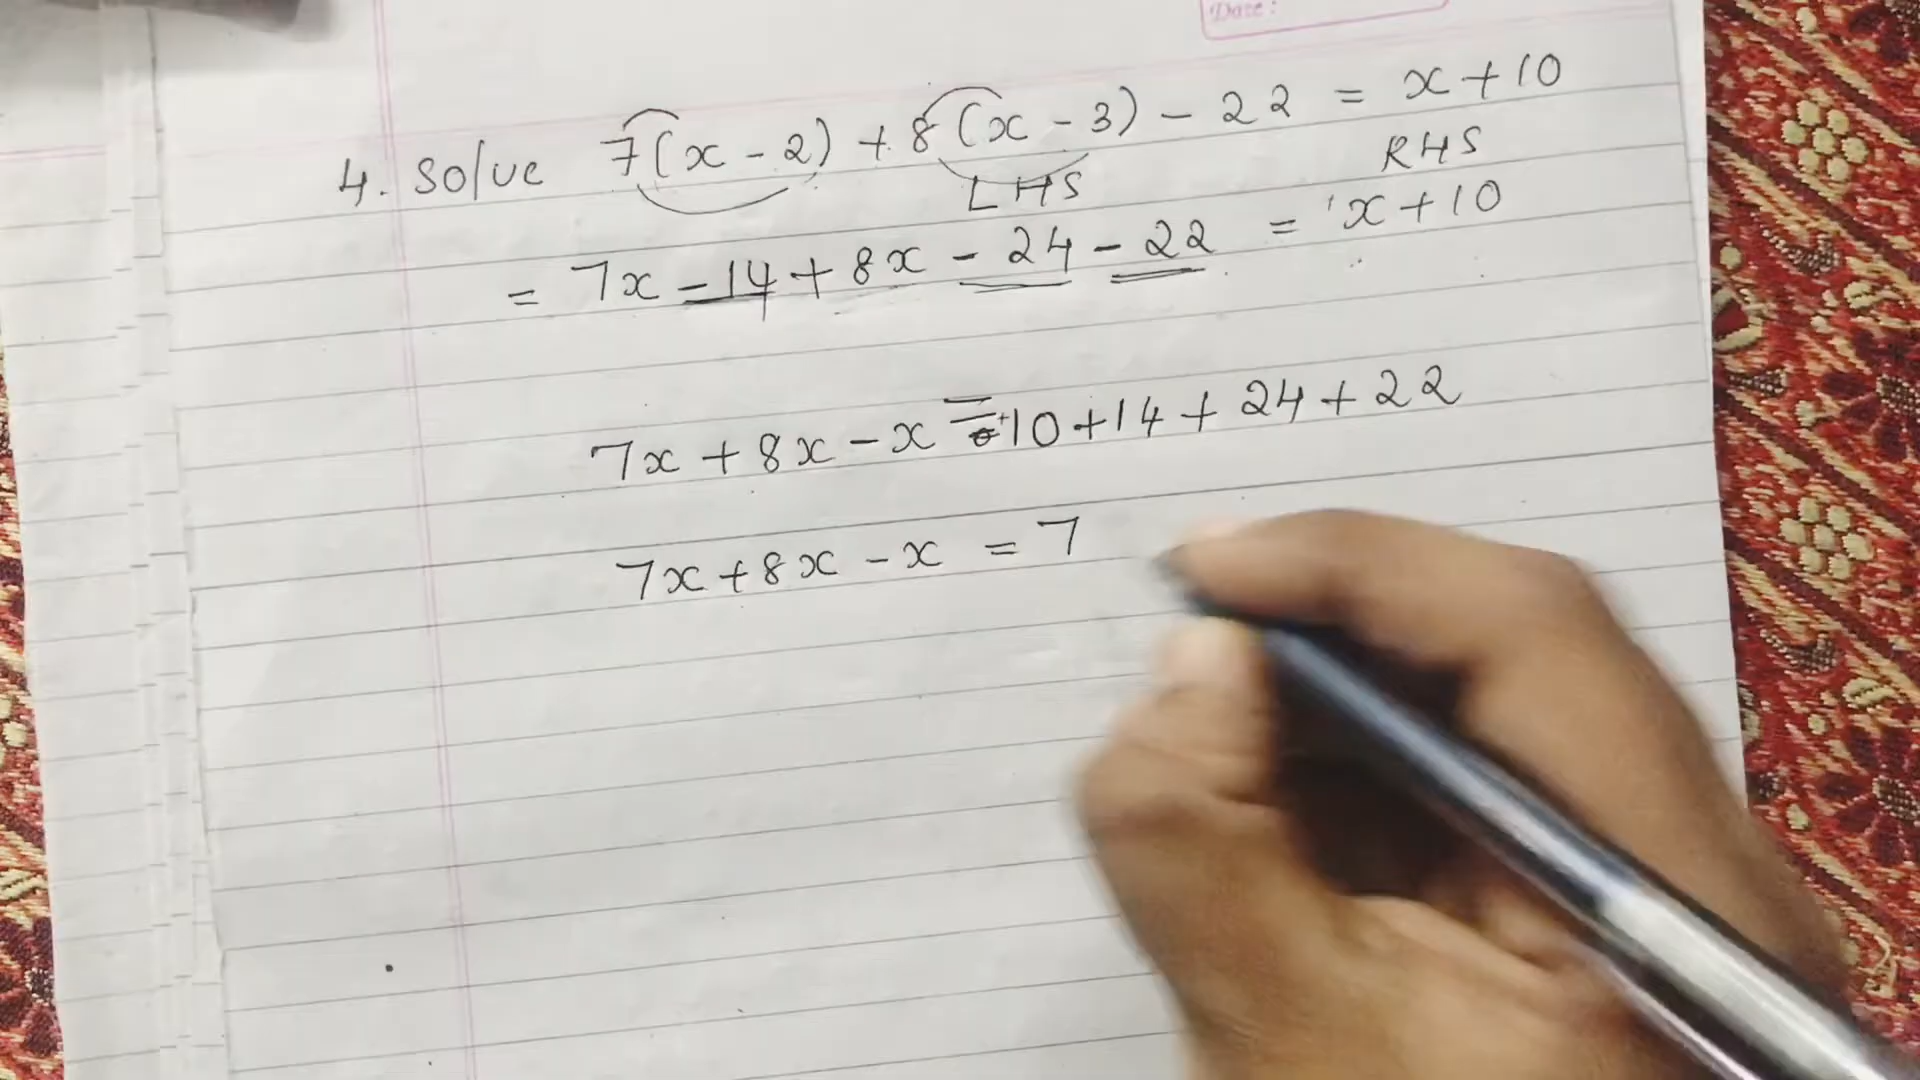 Date :
4. Solve 7(x - 2) + 8(x - 3) - 22 = x + 10
LHS RHS
= 7x - 14 + 8x - 24 - 22 = x + 10
7x + 8x - x = +10 + 14 + 24 + 22
7x + 8x - x = 7